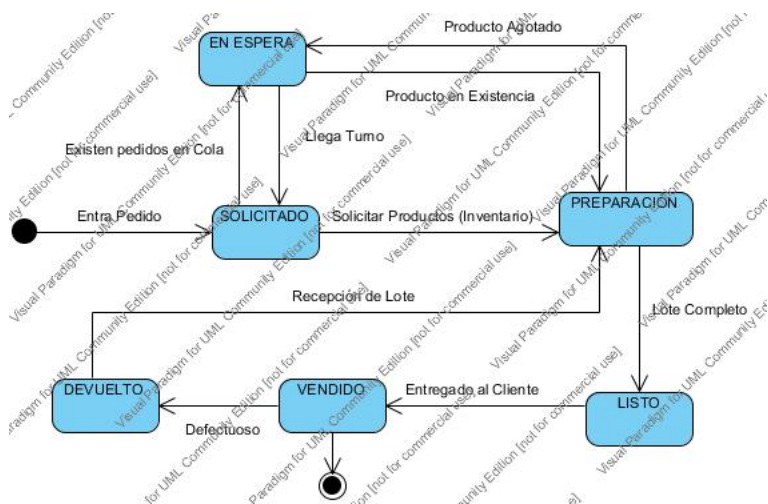 Producto Agotado
EN ESPERA
Producto en Existencia
Existen pedidos en Cola
Llega Turno
Entra Pedido
SOLICITADO
Solicitar Productos (Inventario)
PREPARACIÓN
Recepción de Lote
Lote Completo
DEVUELTO
VENDIDO
Entregado al Cliente
LISTO
Defectuoso
Visual Paradigm for UML Community Edition [not for commercial use]